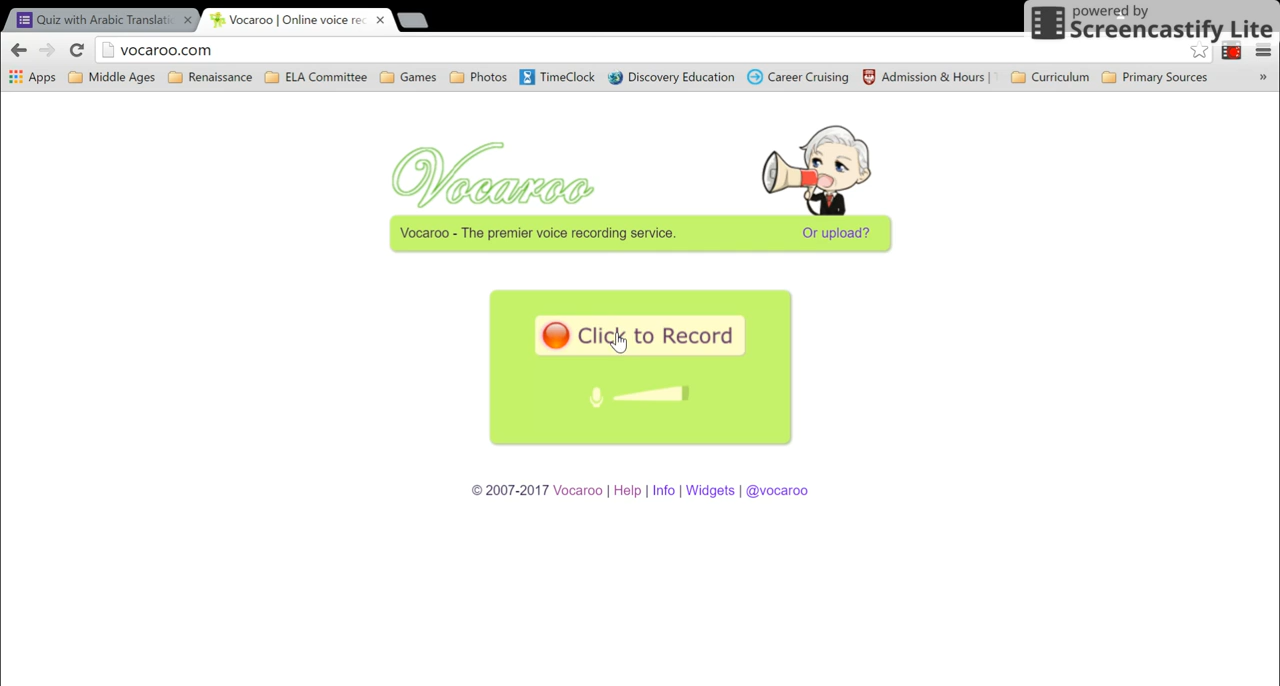 Quiz with Arabic Translatic
Vocaroo | Online voice rec
powered by
Screencastify Lite
vocaroo.com
Apps Middle Ages Renaissance ELA Committee Games Photos TimeClock Discovery Education Career Cruising Admission & Hours | Curriculum Primary Sources »
Vocaroo
Vocaroo - The premier voice recording service. Or upload?
Click to Record
© 2007-2017 Vocaroo | Help | Info | Widgets | @vocaroo